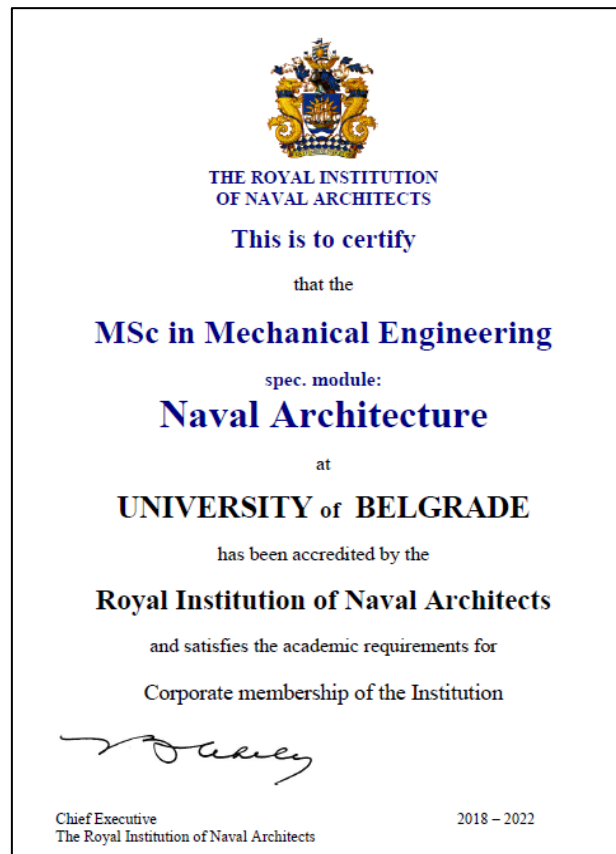 THE ROYAL INSTITUTION
OF NAVAL ARCHITECTS
This is to certify
that the
MSc in Mechanical Engineering
spec. module:
Naval Architecture
at
UNIVERSITY of BELGRADE
has been accredited by the
Royal Institution of Naval Architects
and satisfies the academic requirements for
Corporate membership of the Institution
Chief Executive 2018 – 2022
The Royal Institution of Naval Architects